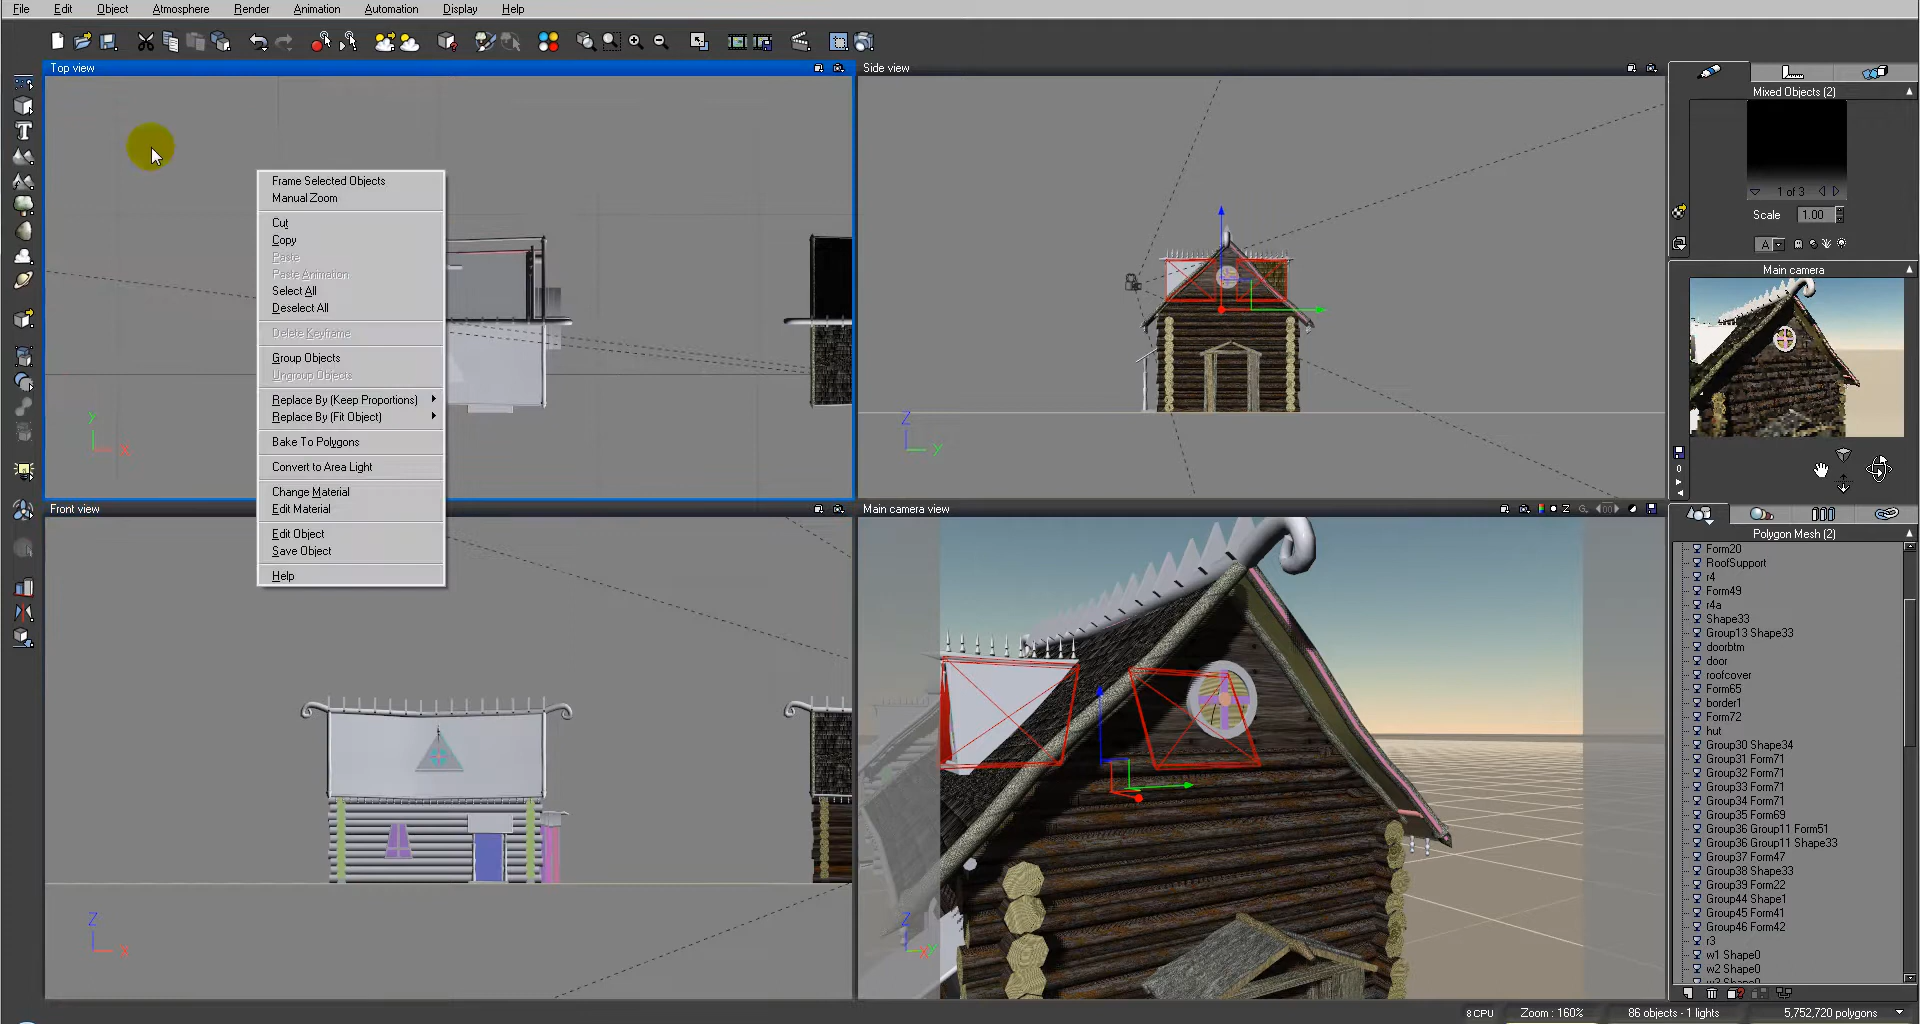 File Edit Object Atmosphere Render Animation Automation Display Help
Top view
Side view
Mixed Objects (2)
1 of 3
Scale 1.00
A
Main camera
Frame Selected Objects
Manual Zoom
Cut
Copy
Paste
Paste Animation
Select All
Deselect All
Delete Keyframe
Group Objects
Ungroup Objects
Replace By (Keep Proportions)
Replace By (Fit Object)
Bake To Polygons
Convert to Area Light
Change Material
Edit Material
Edit Object
Save Object
Help
y
x
Z
y
0
Front view
Main camera view
Z
Z
x
Z
Polygon Mesh (2)
Form20
RoofSupport
r4
Form49
r4a
Shape33
Group13 Shape33
doorbtm
door
roofcover
Form65
border1
Form72
hut
Group30 Shape34
Group31 Form71
Group32 Form71
Group33 Form71
Group34 Form71
Group35 Form69
Group36 Group11 Form51
Group36 Group11 Shape33
Group37 Form47
Group38 Shape33
Group39 Form22
Group44 Shape1
Group45 Form41
Group46 Form42
r3
w1 Shape0
w2 Shape0
8 CPU Zoom : 160% 86 objects - 1 lights 5,752,720 polygons